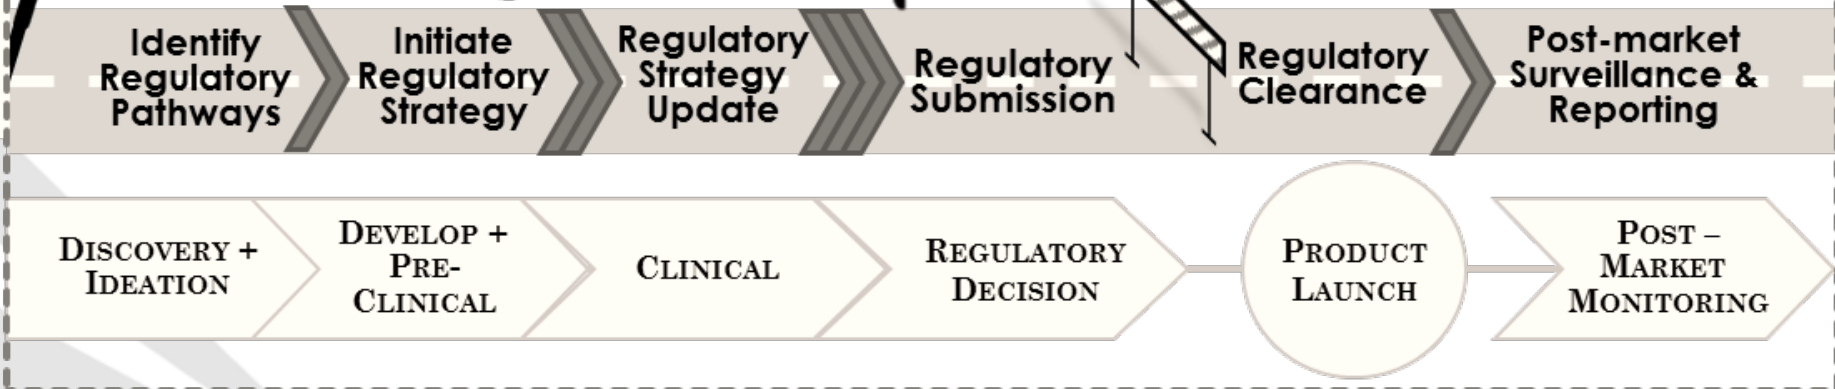 Identify
Regulatory
Pathways
Initiate
Regulatory
Strategy
Regulatory
Strategy
Update
Regulatory
Submission
Regulatory
Clearance
Post-market
Surveillance &
Reporting
DISCOVERY +
IDEATION
DEVELOP +
PRE-
CLINICAL
CLINICAL
REGULATORY
DECISION
PRODUCT
LAUNCH
POST –
MARKET
MONITORING